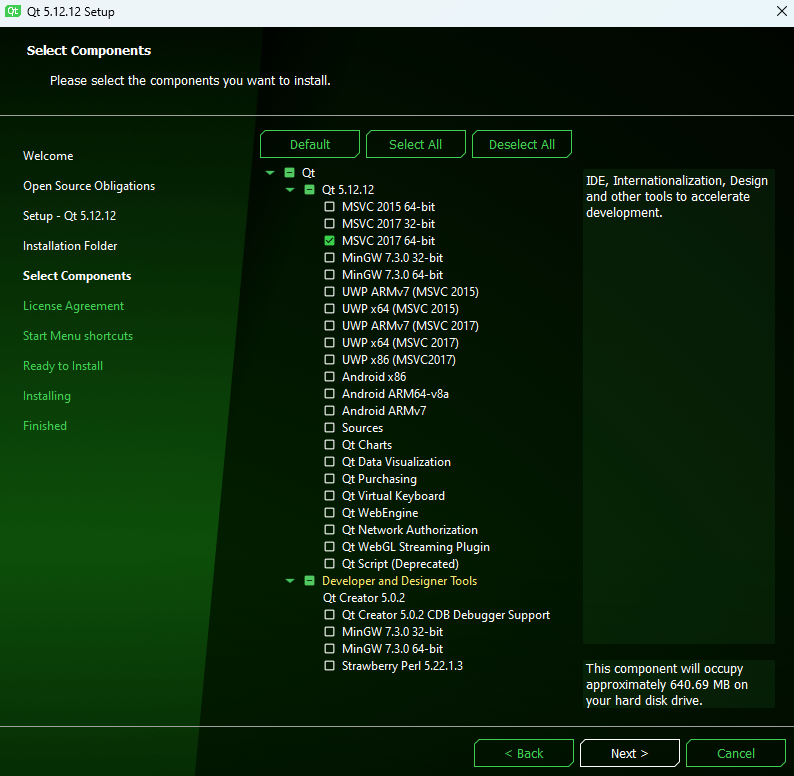 Qt 5.12.12 Setup
Select Components
Please select the components you want to install.
Welcome
Open Source Obligations
Setup - Qt 5.12.12
Installation Folder
Select Components
License Agreement
Start Menu shortcuts
Ready to Install
Installing
Finished
Default
Select All
Deselect All
Qt
Qt 5.12.12
MSVC 2015 64-bit
MSVC 2017 32-bit
MSVC 2017 64-bit
MinGW 7.3.0 32-bit
MinGW 7.3.0 64-bit
UWP ARMv7 (MSVC 2015)
UWP x64 (MSVC 2015)
UWP ARMv7 (MSVC 2017)
UWP x64 (MSVC 2017)
UWP x86 (MSVC2017)
Android x86
Android ARM64-v8a
Android ARMv7
Sources
Qt Charts
Qt Data Visualization
Qt Purchasing
Qt Virtual Keyboard
Qt WebEngine
Qt Network Authorization
Qt WebGL Streaming Plugin
Qt Script (Deprecated)
Developer and Designer Tools
Qt Creator 5.0.2
Qt Creator 5.0.2 CDB Debugger Support
MinGW 7.3.0 32-bit
MinGW 7.3.0 64-bit
Strawberry Perl 5.22.1.3
IDE, Internationalization, Design
and other tools to accelerate
development.
This component will occupy
approximately 640.69 MB on
your hard disk drive.
< Back
Next >
Cancel